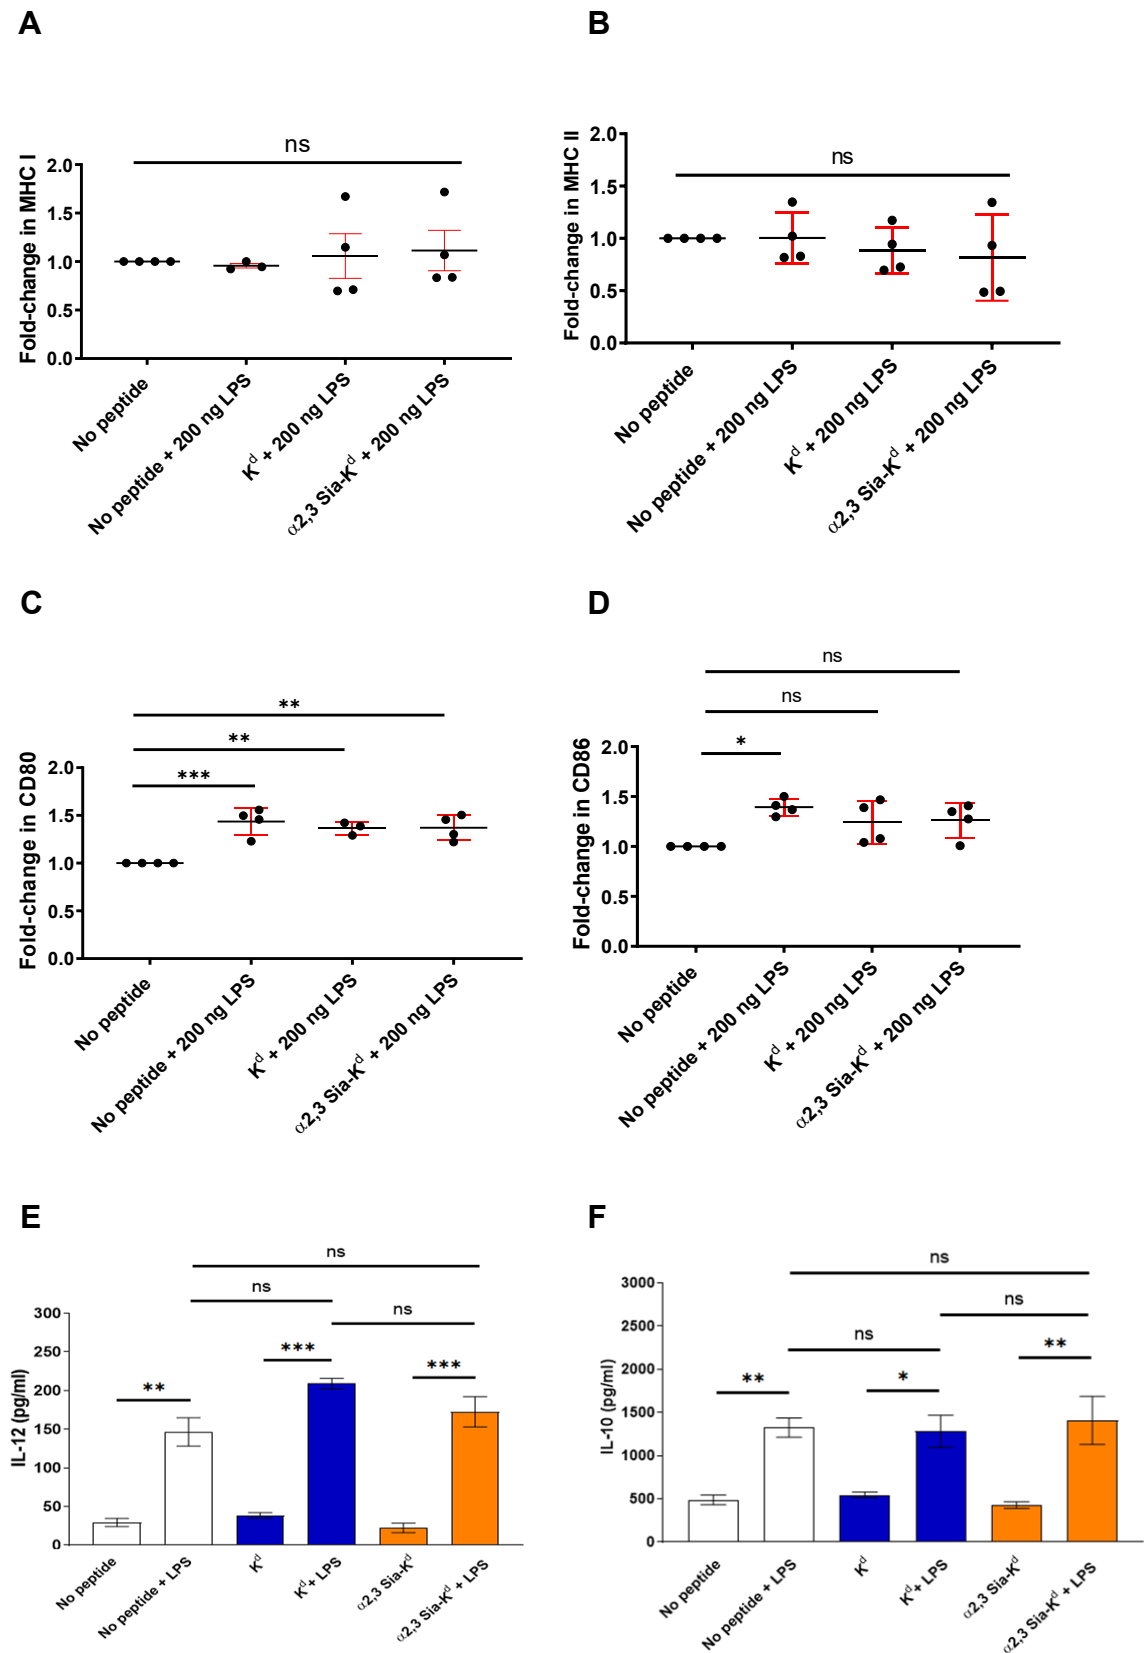 A
B
ns
ns
Fold-change in MHC I
2.0
1.5
1.0
0.5
0.0
Fold-change in MHC II
2.0
1.5
1.0
0.5
0.0
No peptide
No peptide + 200 ng LPS
Kᵈ + 200 ng LPS
α2,3 Sia-Kᵈ + 200 ng LPS
No peptide
No peptide + 200 ng LPS
Kᵈ + 200 ng LPS
α2,3 Sia-Kᵈ + 200 ng LPS
C
D
**
**
***
ns
ns
*
Fold-change in CD80
2.0
1.5
1.0
0.5
0.0
Fold-change in CD86
2.0
1.5
1.0
0.5
0.0
No peptide
No peptide + 200 ng LPS
Kᵈ + 200 ng LPS
α2,3 Sia-Kᵈ + 200 ng LPS
No peptide
No peptide + 200 ng LPS
Kᵈ + 200 ng LPS
α2,3 Sia-Kᵈ + 200 ng LPS
E
F
ns
ns
ns
***
***
**
IL-12 (pg/ml)
300
250
200
150
100
50
0
No peptide
No peptide + LPS
Kᵈ
Kᵈ+ LPS
α2,3 Sia-Kᵈ
α2,3 Sia-Kᵈ + LPS
ns
ns
ns
**
**
*
IL-10 (pg/ml)
3000
2500
2000
1500
1000
500
0
No peptide
No peptide + LPS
Kᵈ
Kᵈ+ LPS
α2,3 Sia-Kᵈ
α2,3 Sia-Kᵈ + LPS